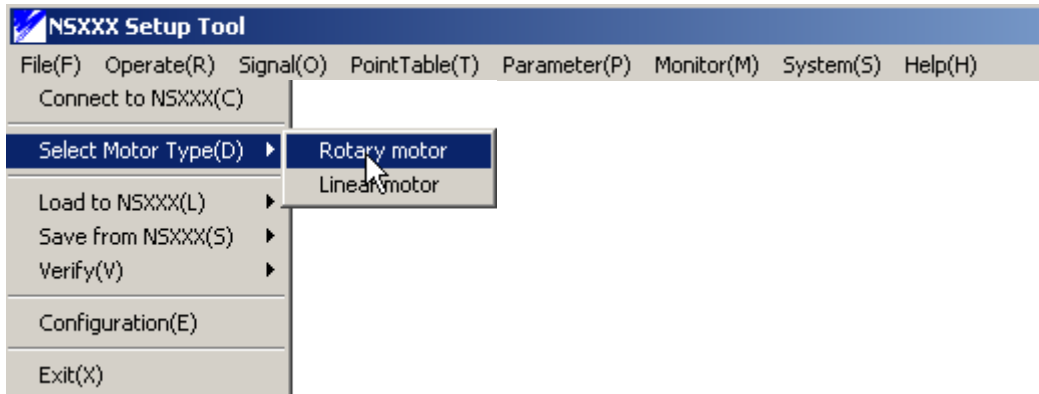 NSXXX Setup Tool
File(F) Operate(R) Signal(O) PointTable(T) Parameter(P) Monitor(M) System(S) Help(H)
Connect to NSXXX(C)
Select Motor Type(D)
Rotary motor
Linear motor
Load to NSXXX(L)
Save from NSXXX(S)
Verify(V)
Configuration(E)
Exit(X)